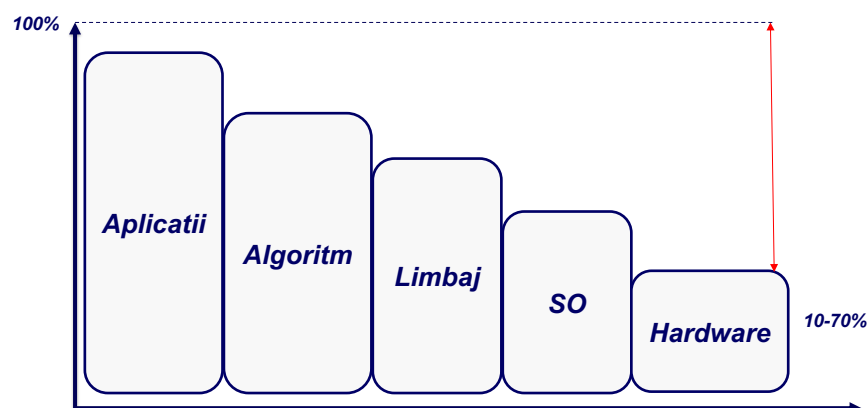 100%
Aplicatii
Algoritm
Limbaj
SO
Hardware
10-70%